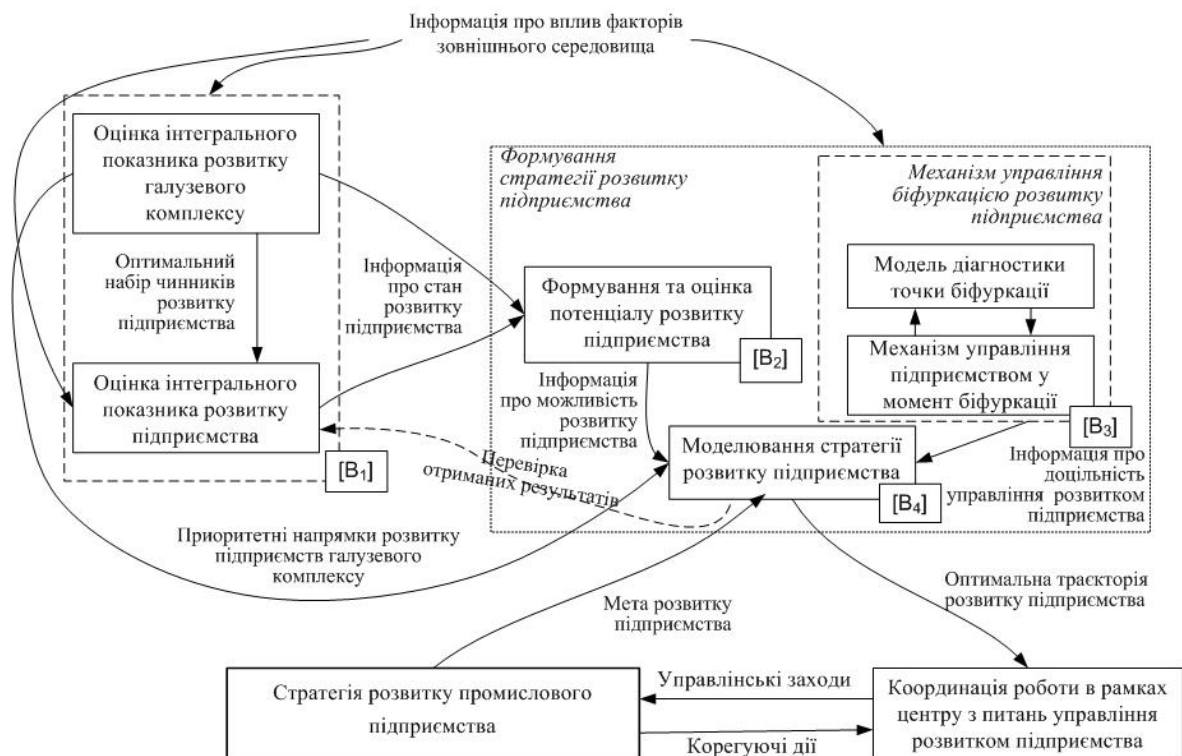 Інформація про вплив факторів
зовнішнього середовища
Оцінка інтегрального
показника розвитку
галузевого
комплексу
Оптимальний
набір чинників
розвитку
підприємства
Оцінка інтегрального
показника розвитку
підприємства
[B₁]
Інформація
про стан
розвитку
підприємства
Формування
стратегії розвитку
підприємства
Механізм управління
біфуркацією розвитку
підприємства
Модель діагностики
точки біфуркації
Механізм управління
підприємством у
момент біфуркації
[B₃]
Формування та оцінка
потенціалу розвитку
підприємства
[B₂]
Інформація
про можливість
розвитку
підприємства
Моделювання стратегії
розвитку підприємства
[B₄]
Інформація про
доцільність
управління розвитком
підприємства
Перевірка
отриманих результатів
Приоритетні напрямки розвитку
підприємств галузевого
комплексу
Мета розвитку
підприємства
Оптимальна траєкторія
розвитку підприємства
Стратегія розвитку промислового
підприємства
Управлінські заходи
Корегуючі дії
Координація роботи в рамках
центру з питань управління
розвитком підприємства